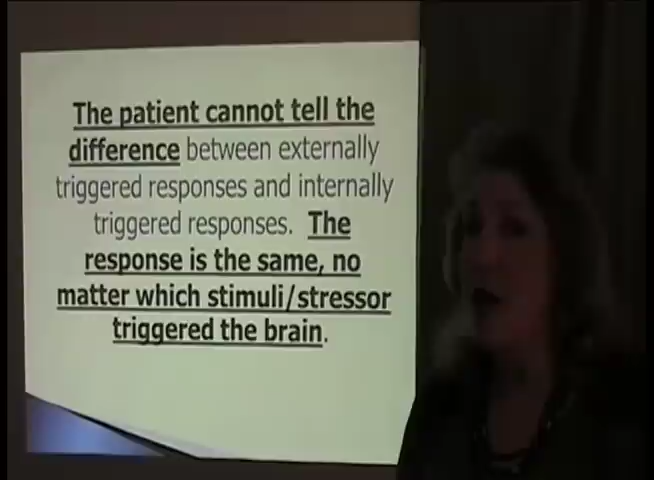 The patient cannot tell the
difference between externally
triggered responses and internally
triggered responses. The
response is the same, no
matter which stimuli/stressor
triggered the brain.